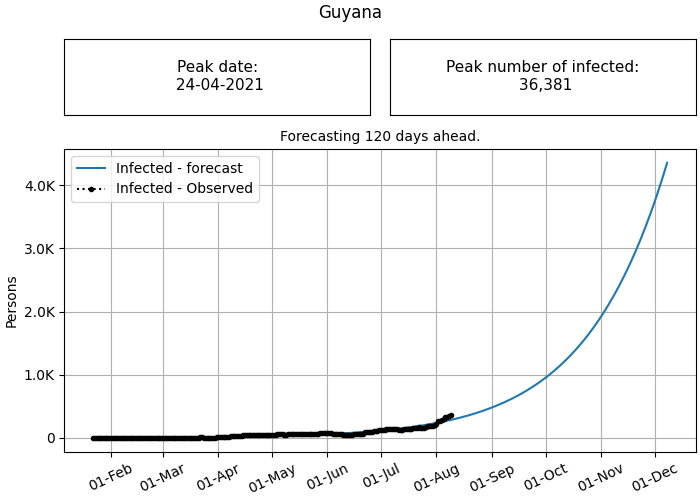 Guyana
Peak date:
24-04-2021
Peak number of infected:
36,381
Forecasting 120 days ahead.
Infected - forecast
Infected - Observed
Persons
4.0K
3.0K
2.0K
1.0K
0
01-Feb
01-Mar
01-Apr
01-May
01-Jun
01-Jul
01-Aug
01-Sep
01-Oct
01-Nov
01-Dec